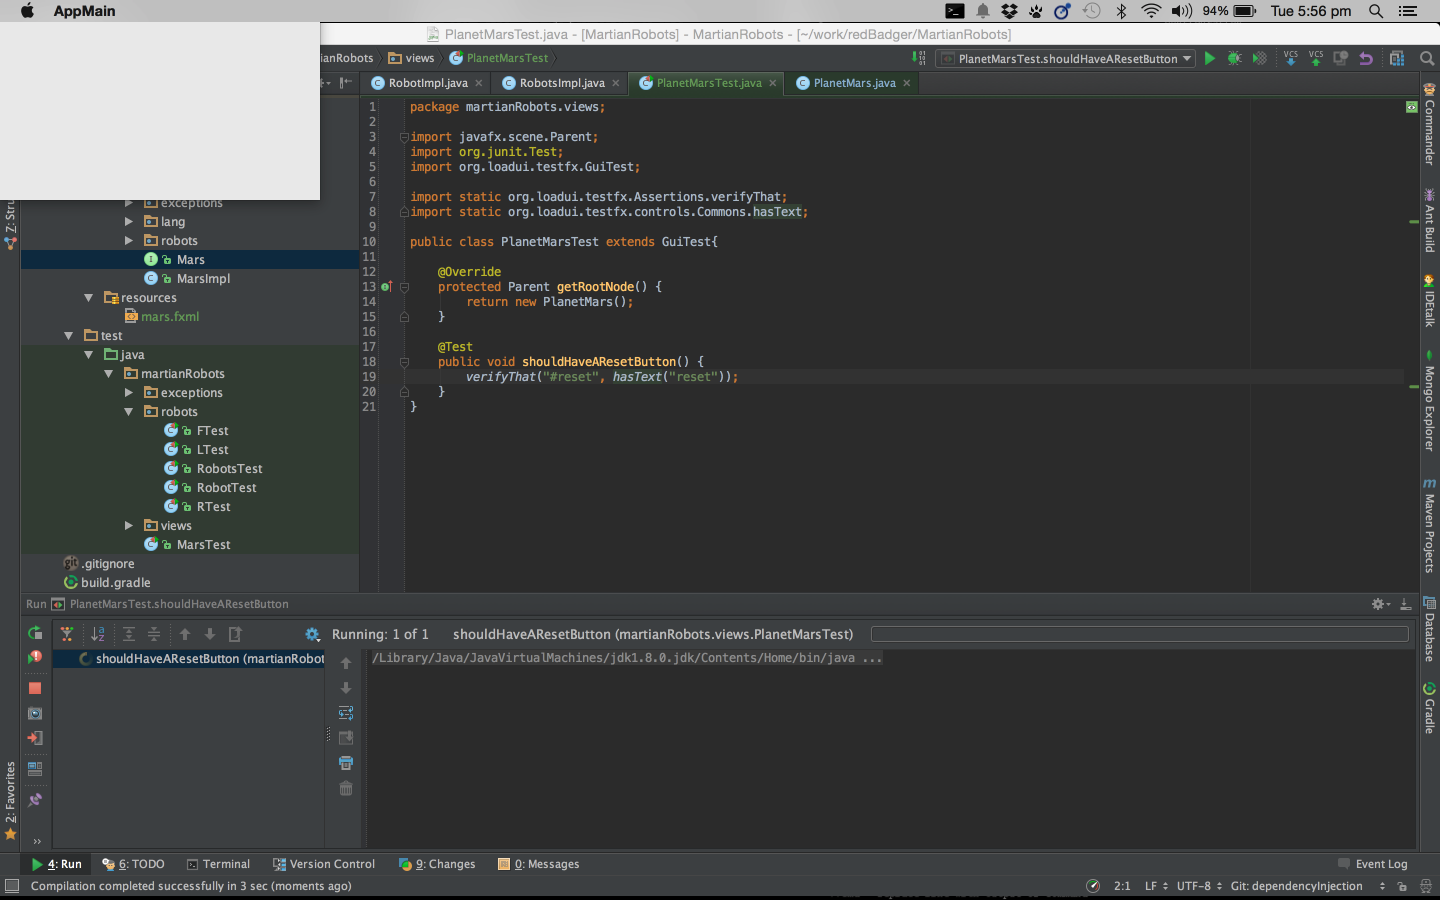 AppMain
94%
Tue 5:56 pm
PlanetMarsTest.java - [MartianRobots] - MartianRobots - [~/work/redBadger/MartianRobots]
views
PlanetMarsTest
PlanetMarsTest.shouldHaveAResetButton
VCS
VCS
RobotImpl.java
RobotsImpl.java
PlanetMarsTest.java
PlanetMars.java
1 package martianRobots.views;
2
3 import javafx.scene.Parent;
4 import org.junit.Test;
5 import org.loadui.testfx.GuiTest;
6
7 import static org.loadui.testfx.Assertions.verifyThat;
8 import static org.loadui.testfx.controls.Commons.hasText;
9
10 public class PlanetMarsTest extends GuiTest{
11
12 @Override
13 protected Parent getRootNode() {
14 return new PlanetMars();
15 }
16
17 @Test
18 public void shouldHaveAResetButton() {
19 verifyThat("#reset", hasText("reset"));
20 }
21 }
exceptions
lang
robots
Mars
MarsImpl
resources
mars.fxml
test
java
martianRobots
exceptions
robots
FTest
LTest
RobotsTest
RobotTest
RTest
views
MarsTest
.gitignore
build.gradle
Commander
Ant Build
IDEtalk
Mongo Explorer
Maven Projects
Database
Gradle
2: Favorites
Run PlanetMarsTest.shouldHaveAResetButton
Running: 1 of 1 shouldHaveAResetButton (martianRobots.views.PlanetMarsTest)
shouldHaveAResetButton (martianRobot
/Library/Java/JavaVirtualMachines/jdk1.8.0.jdk/Contents/Home/bin/java ...
4: Run
6: TODO
Terminal
Version Control
9: Changes
0: Messages
Event Log
Compilation completed successfully in 3 sec (moments ago)
2:1
LF
UTF-8
Git: dependencyInjection